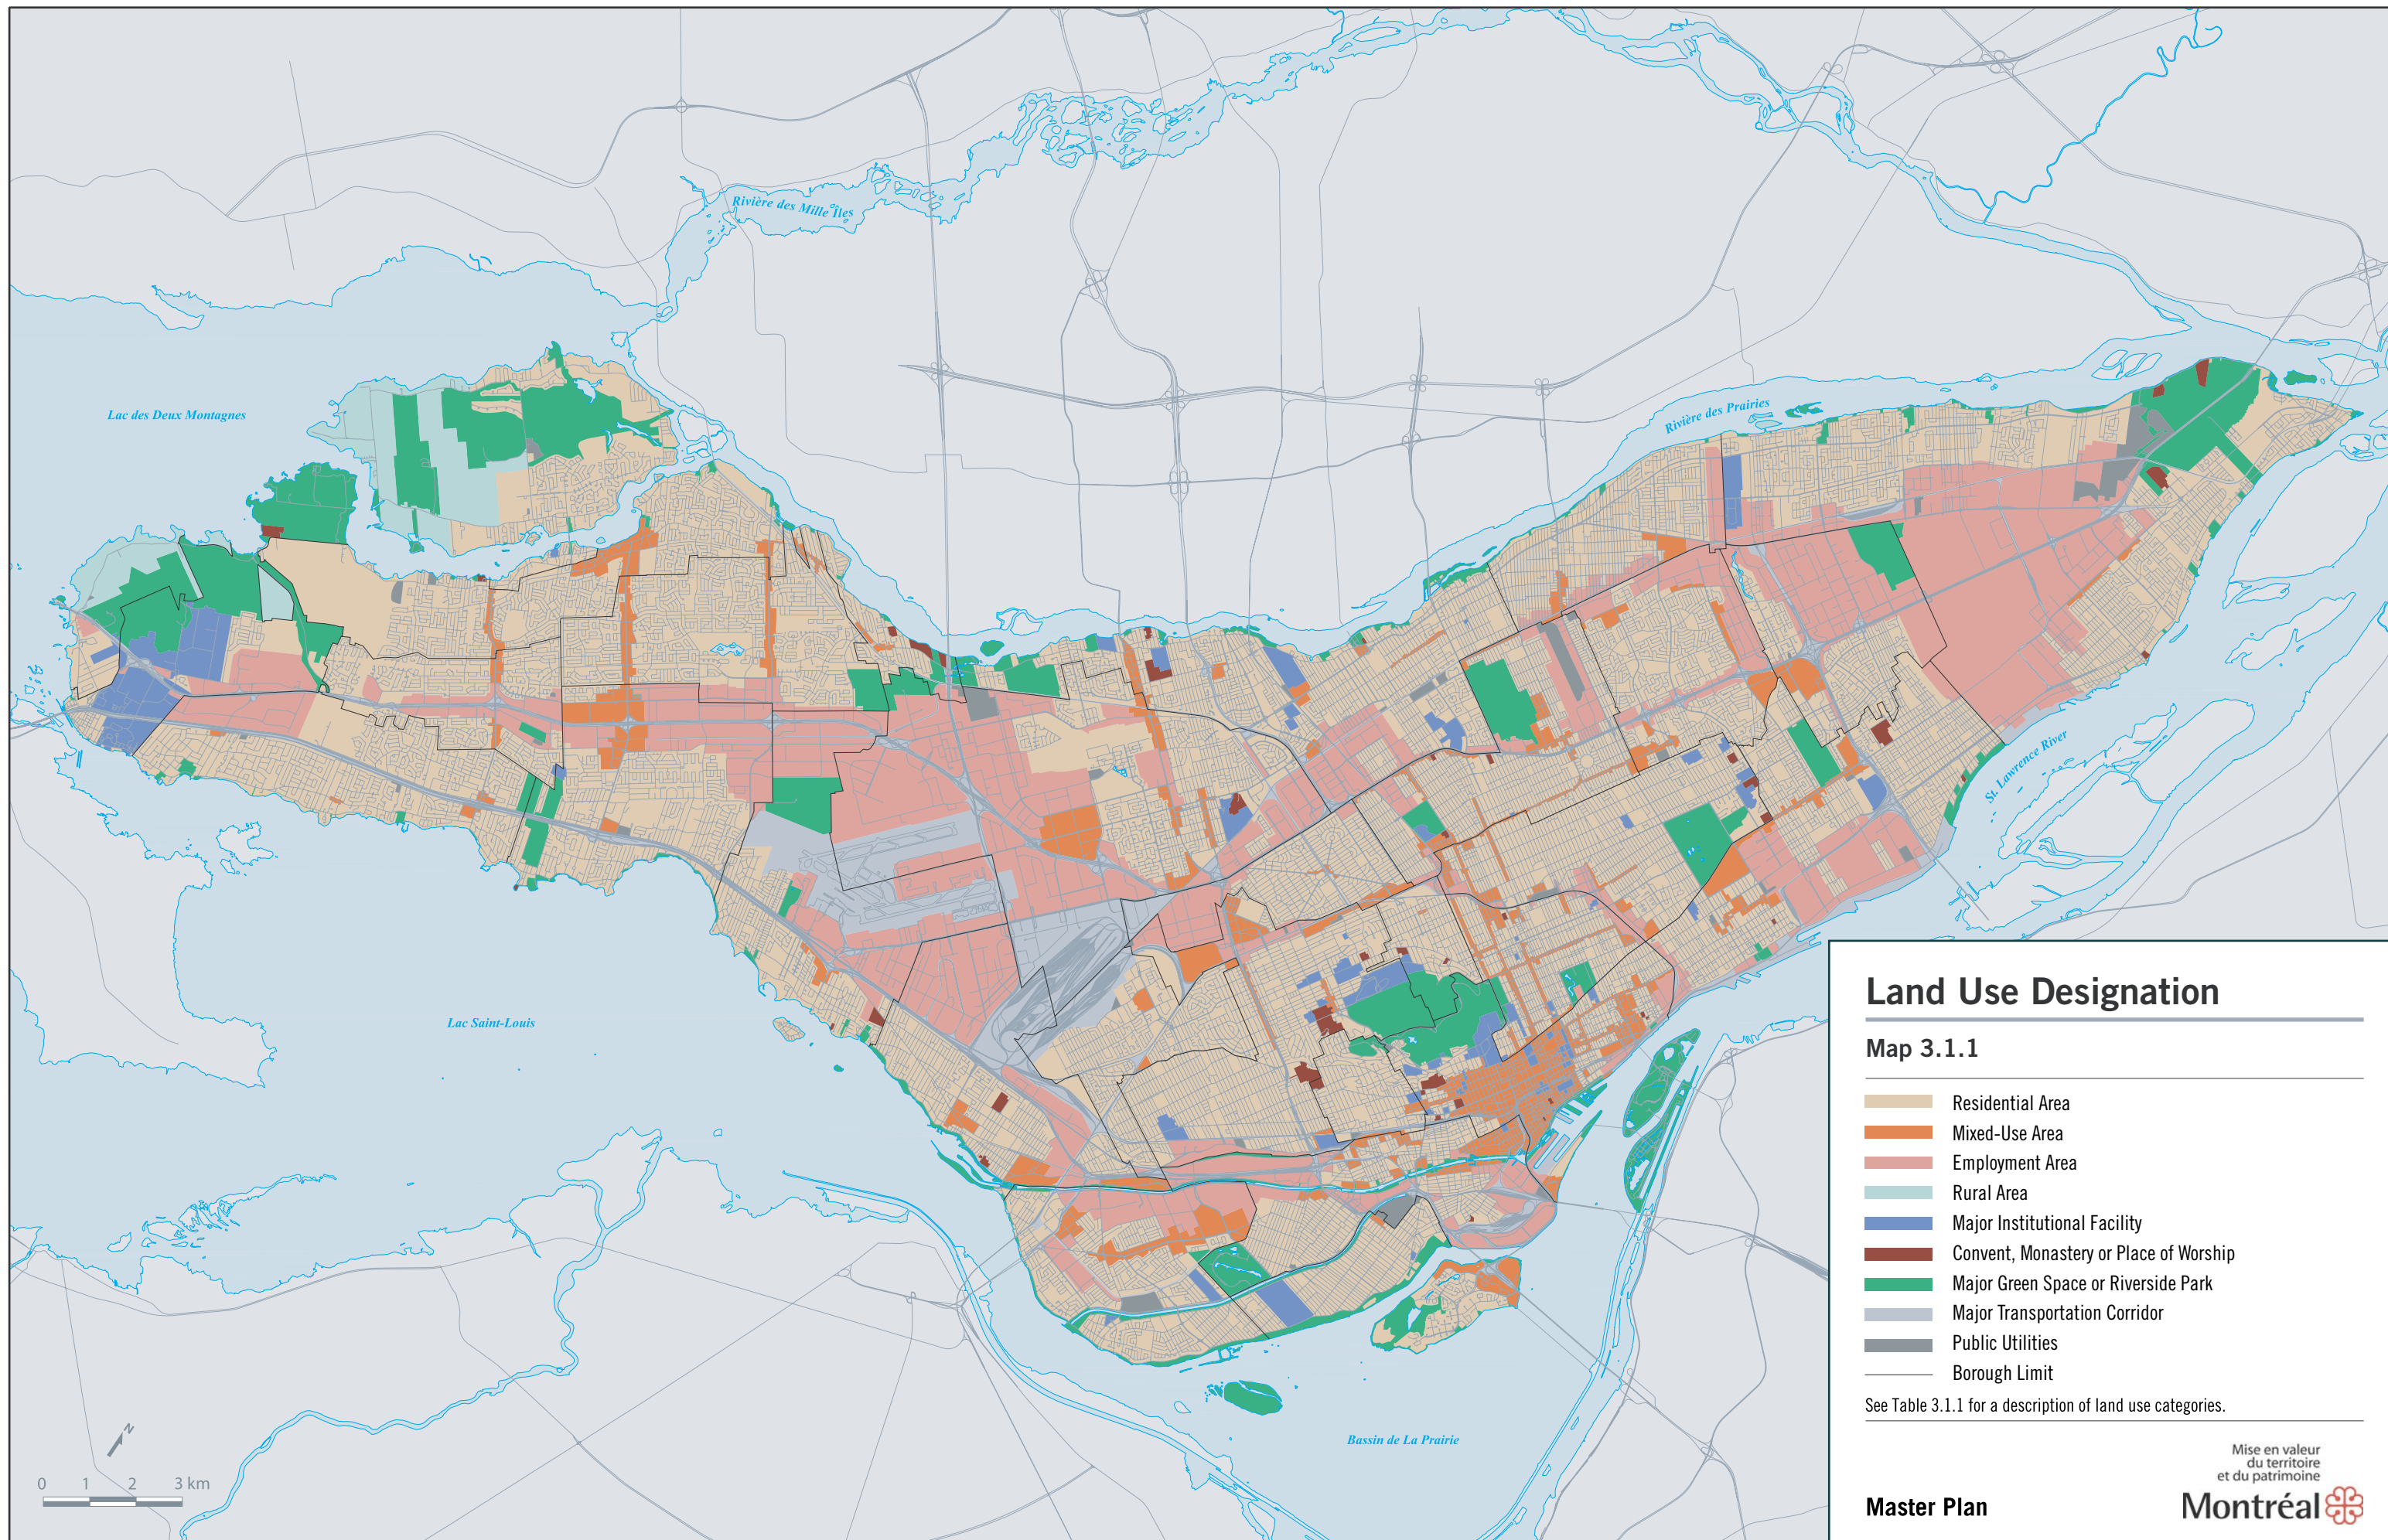 Rivière des Mille Îles
Lac des Deux Montagnes
Rivière des Prairies
St. Lawrence River
Lac Saint-Louis
Bassin de La Prairie
N
0 1 2 3 km
Land Use Designation
Map 3.1.1
Residential Area
Mixed-Use Area
Employment Area
Rural Area
Major Institutional Facility
Convent, Monastery or Place of Worship
Major Green Space or Riverside Park
Major Transportation Corridor
Public Utilities
Borough Limit
See Table 3.1.1 for a description of land use categories.
Mise en valeur
du territoire
et du patrimoine
Master Plan
Montréal